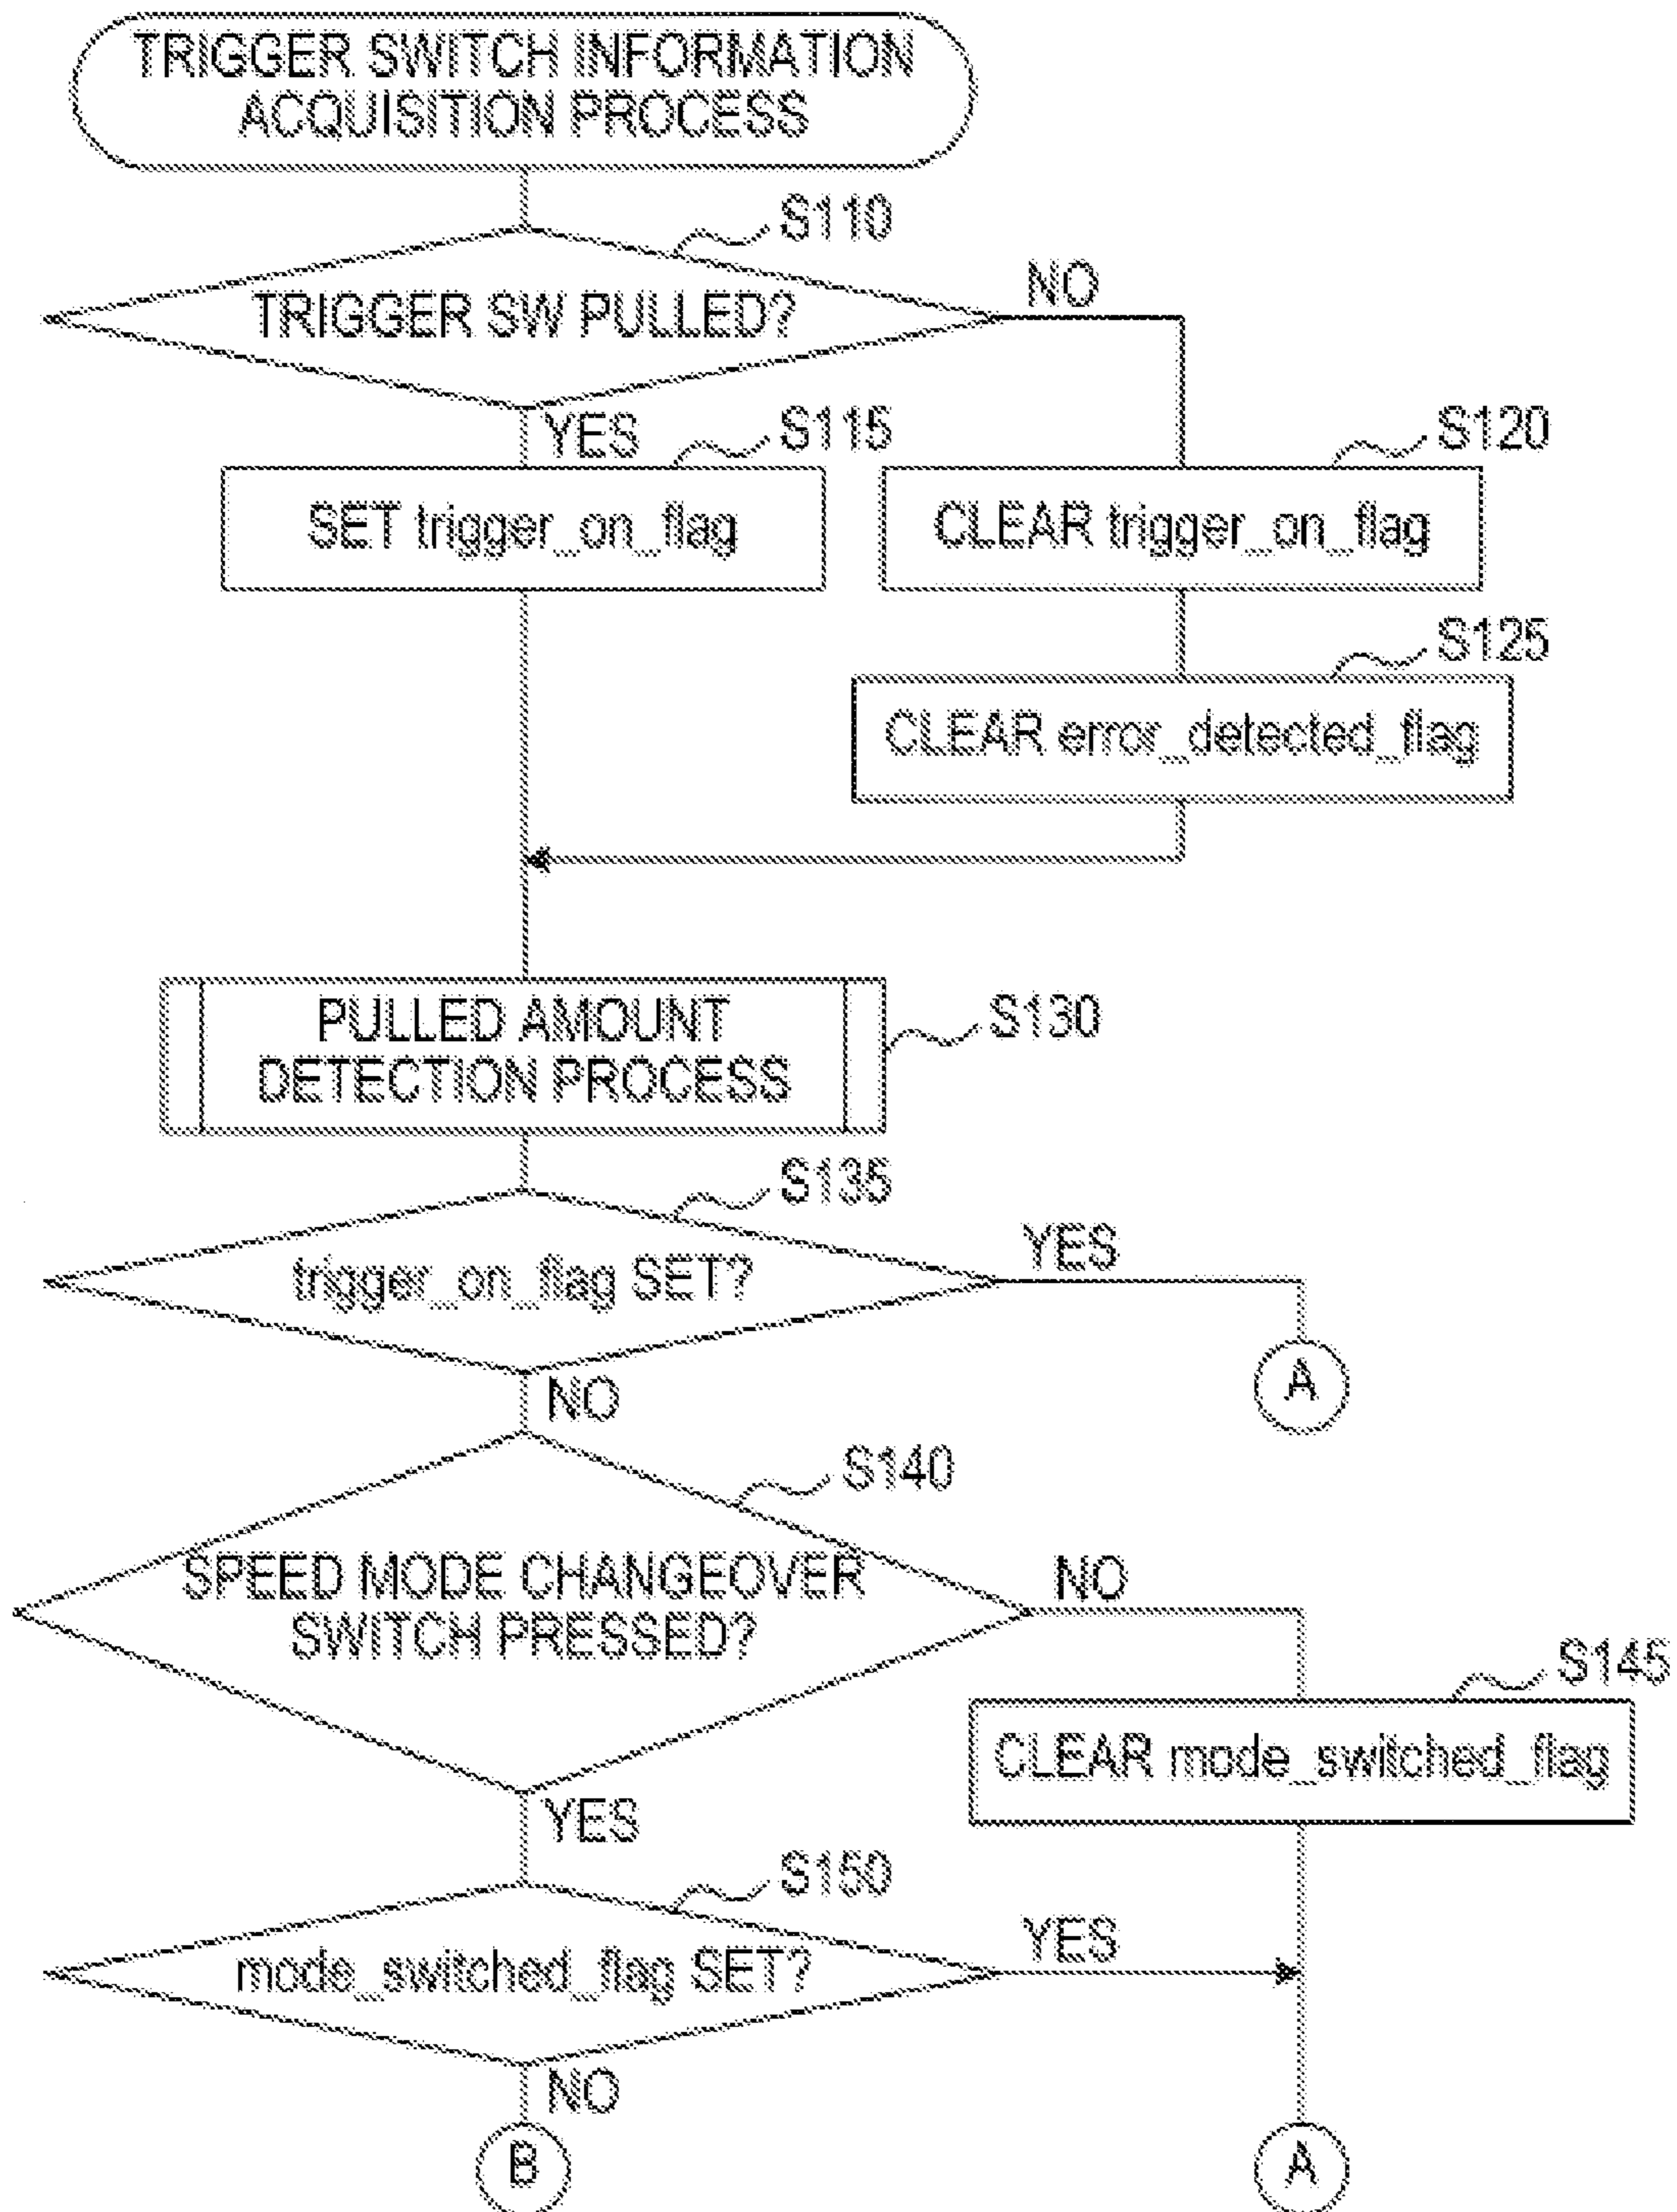 TRIGGER SWITCH INFORMATION
ACQUISITION PROCESS
S110
TRIGGER SW PULLED?
NO
YES
S115
S120
SET trigger_on_flag
CLEAR trigger_on_flag
S125
CLEAR error_detected_flag
PULLED AMOUNT
DETECTION PROCESS
S130
S135
trigger_on_flag SET?
YES
A
NO
S140
SPEED MODE CHANGEOVER
SWITCH PRESSED?
NO
S145
CLEAR mode_switched_flag
YES
S150
mode_switched_flag SET?
YES
NO
B
A